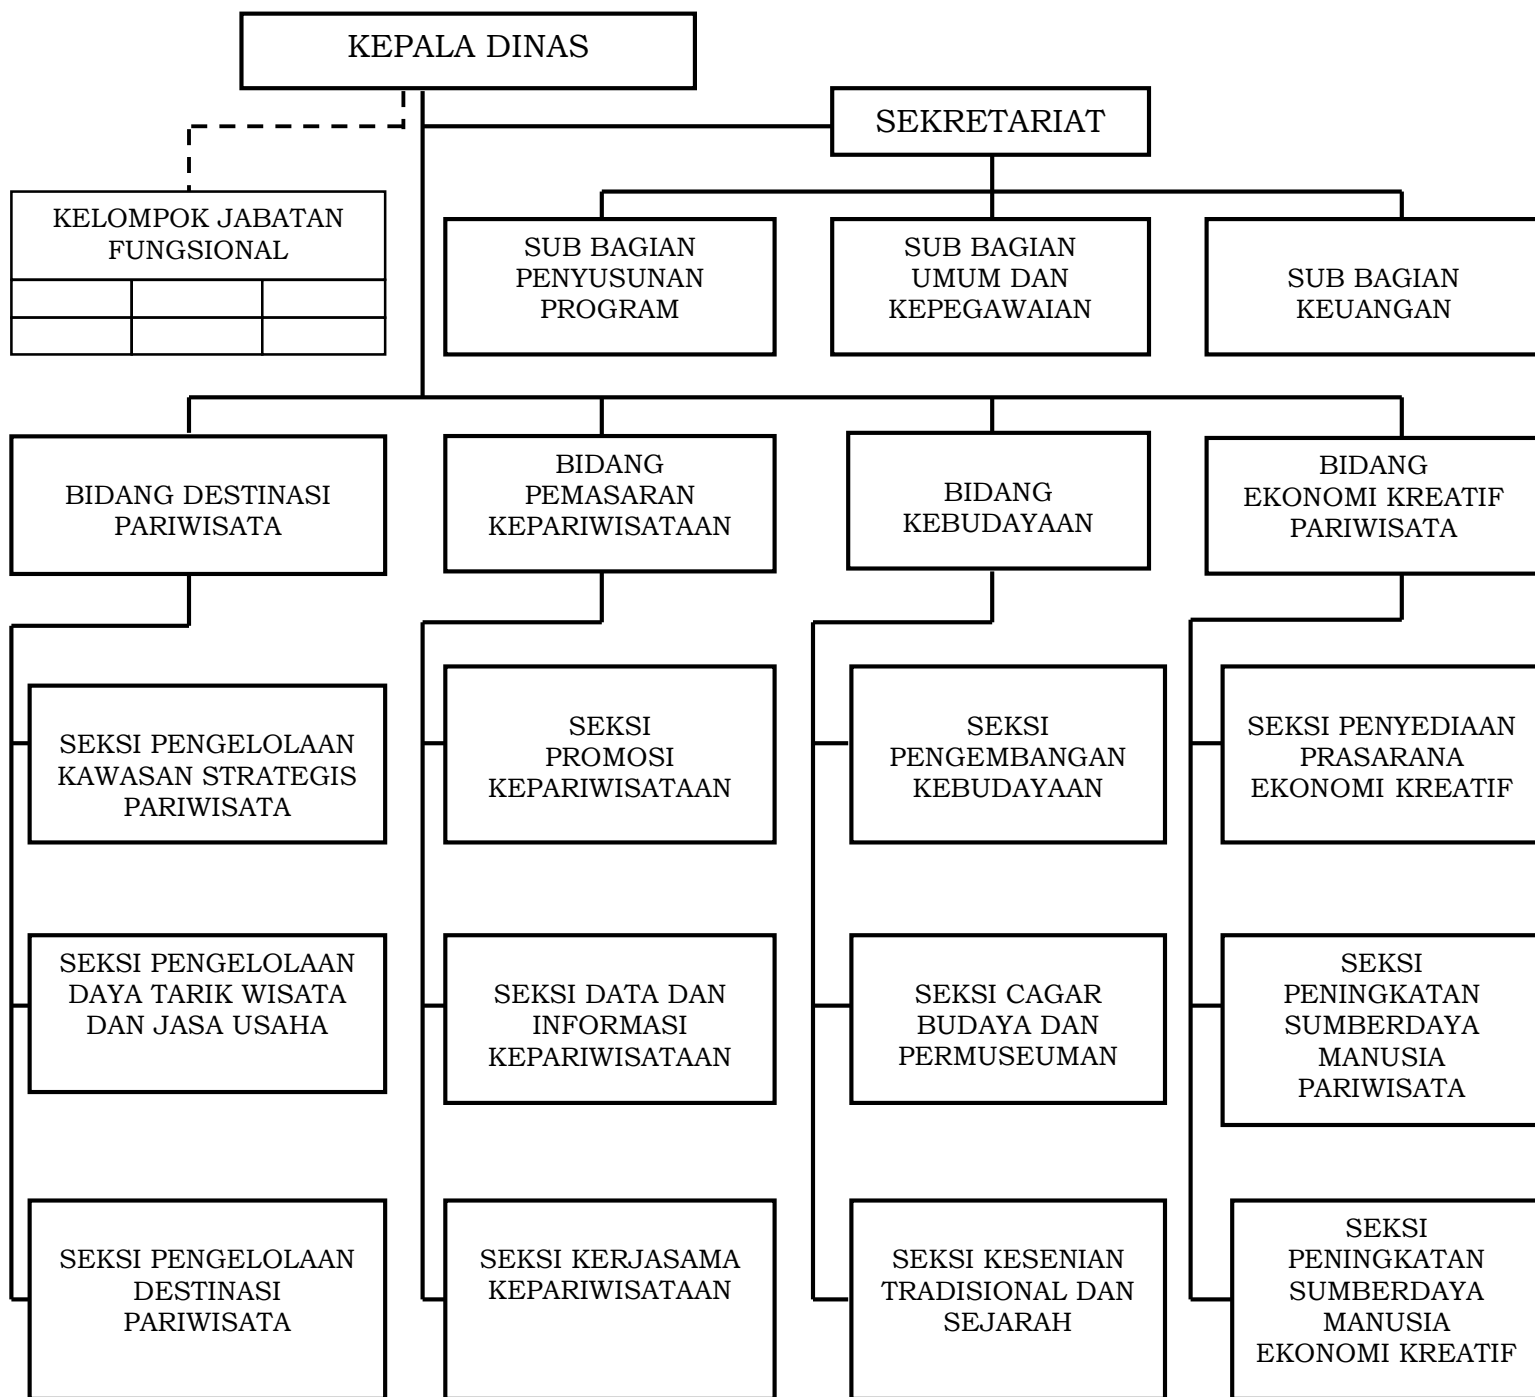 KEPALA DINAS
SEKRETARIAT
KELOMPOK JABATAN
FUNGSIONAL
SUB BAGIAN
PENYUSUNAN
PROGRAM
SUB BAGIAN
UMUM DAN
KEPEGAWAIAN
SUB BAGIAN
KEUANGAN
BIDANG DESTINASI
PARIWISATA
BIDANG
PEMASARAN
KEPARIWISATAAN
BIDANG
KEBUDAYAAN
BIDANG
EKONOMI KREATIF
PARIWISATA
SEKSI PENGELOLAAN
KAWASAN STRATEGIS
PARIWISATA
SEKSI
PROMOSI
KEPARIWISATAAN
SEKSI
PENGEMBANGAN
KEBUDAYAAN
SEKSI PENYEDIAAN
PRASARANA
EKONOMI KREATIF
SEKSI PENGELOLAAN
DAYA TARIK WISATA
DAN JASA USAHA
SEKSI DATA DAN
INFORMASI
KEPARIWISATAAN
SEKSI CAGAR
BUDAYA DAN
PERMUSEUMAN
SEKSI
PENINGKATAN
SUMBERDAYA
MANUSIA
PARIWISATA
SEKSI PENGELOLAAN
DESTINASI
PARIWISATA
SEKSI KERJASAMA
KEPARIWISATAAN
SEKSI KESENIAN
TRADISIONAL DAN
SEJARAH
SEKSI
PENINGKATAN
SUMBERDAYA
MANUSIA
EKONOMI KREATIF